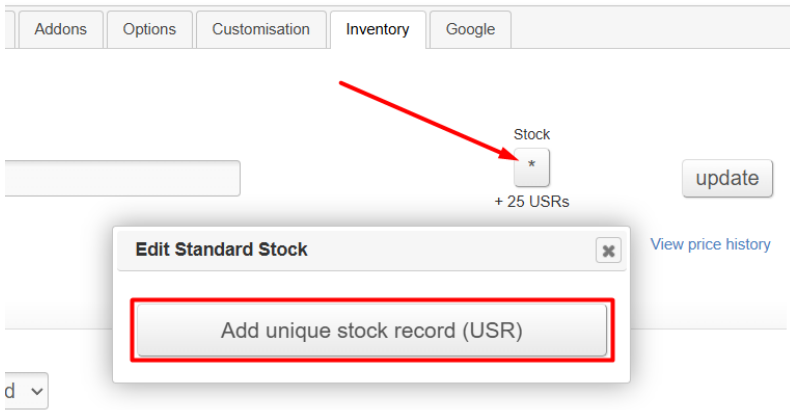 Addons Options Customisation Inventory Google
Stock
*
update
+ 25 USRs
View price history
Edit Standard Stock
Add unique stock record (USR)
d